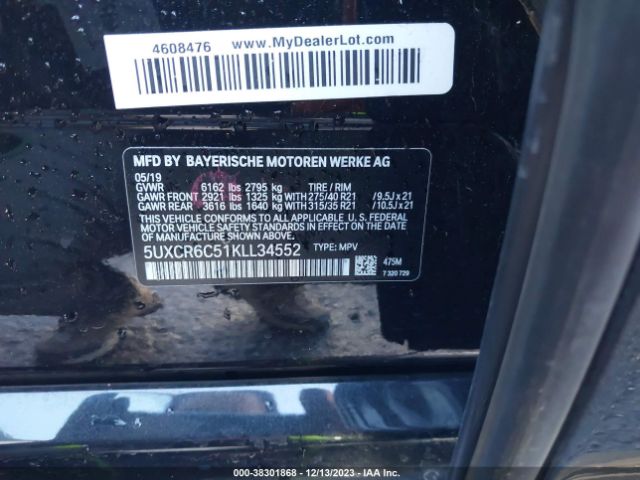 4608476 www.MyDealerLot.com
MFD BY BAYERISCHE MOTOREN WERKE AG
05/19
GVWR 6162 lbs 2795 kg TIRE / RIM
GAWR FRONT 2921 lbs 1325 kg WITH 275/40 R21 /9.5J x 21
GAWR REAR 3616 lbs 1640 kg WITH 315/35 R21 /10.5J x 21
THIS VEHICLE CONFORMS TO ALL APPLICABLE U. S. FEDERAL
MOTOR VEHICLE SAFETY STANDARDS IN EFFECT ON THE DATE
OF MANUFACTURE SHOWN ABOVE.
5UXCR6C51KLL34552 TYPE: MPV
475M
7 320 729
000-38301868 - 12/13/2023 - IAA Inc.